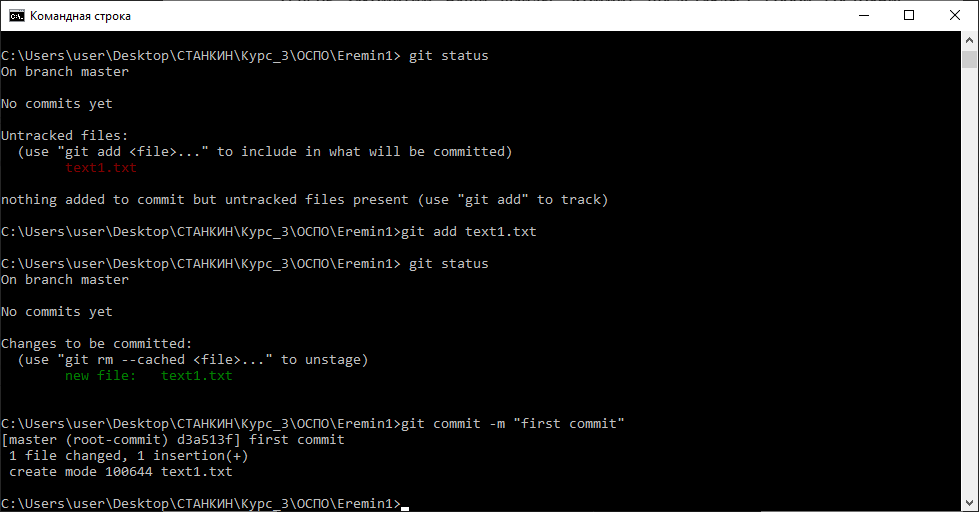 Командная строка
C:\Users\user\Desktop\СТАНКИН\Курс_3\ОСПО\Eremin1> git status
On branch master
No commits yet
Untracked files:
(use "git add <file>..." to include in what will be committed)
text1.txt
nothing added to commit but untracked files present (use "git add" to track)
C:\Users\user\Desktop\СТАНКИН\Курс_3\ОСПО\Eremin1>git add text1.txt
C:\Users\user\Desktop\СТАНКИН\Курс_3\ОСПО\Eremin1> git status
On branch master
No commits yet
Changes to be committed:
(use "git rm --cached <file>..." to unstage)
new file:   text1.txt
C:\Users\user\Desktop\СТАНКИН\Курс_3\ОСПО\Eremin1>git commit -m "first commit"
[master (root-commit) d3a513f] first commit
1 file changed, 1 insertion(+)
create mode 100644 text1.txt
C:\Users\user\Desktop\СТАНКИН\Курс_3\ОСПО\Eremin1>